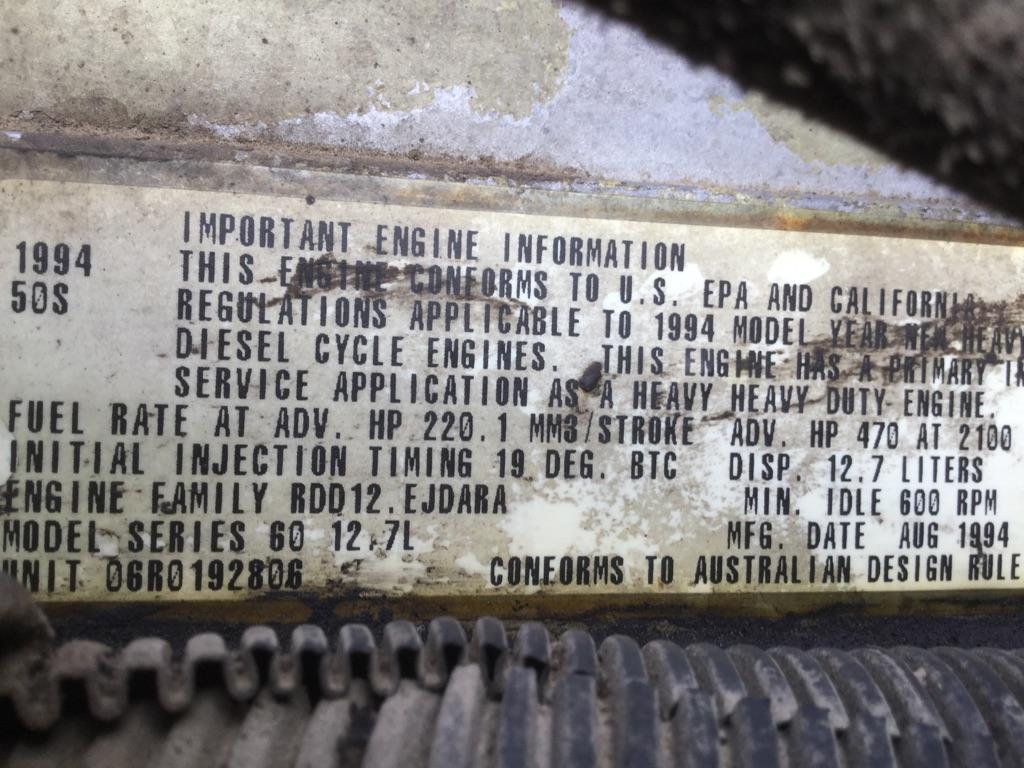 IMPORTANT ENGINE INFORMATION
1994 THIS ENGINE CONFORMS TO U.S. EPA AND CALIFORNIA
50S REGULATIONS APPLICABLE TO 1994 MODEL YEAR NEW HEAVY
DIESEL CYCLE ENGINES. THIS ENGINE HAS A PRIMARY
SERVICE APPLICATION AS A HEAVY HEAVY DUTY ENGINE.
FUEL RATE AT ADV. HP 220.1 MM3/STROKE ADV. HP 470 AT 2100
INITIAL INJECTION TIMING 19 DEG. BTC DISP. 12.7 LITERS
ENGINE FAMILY RDD12.EJDARA MIN. IDLE 600 RPM
MODEL SERIES 60 12.7L MFG. DATE AUG 1994
UNIT 06R0192806 CONFORMS TO AUSTRALIAN DESIGN RULE